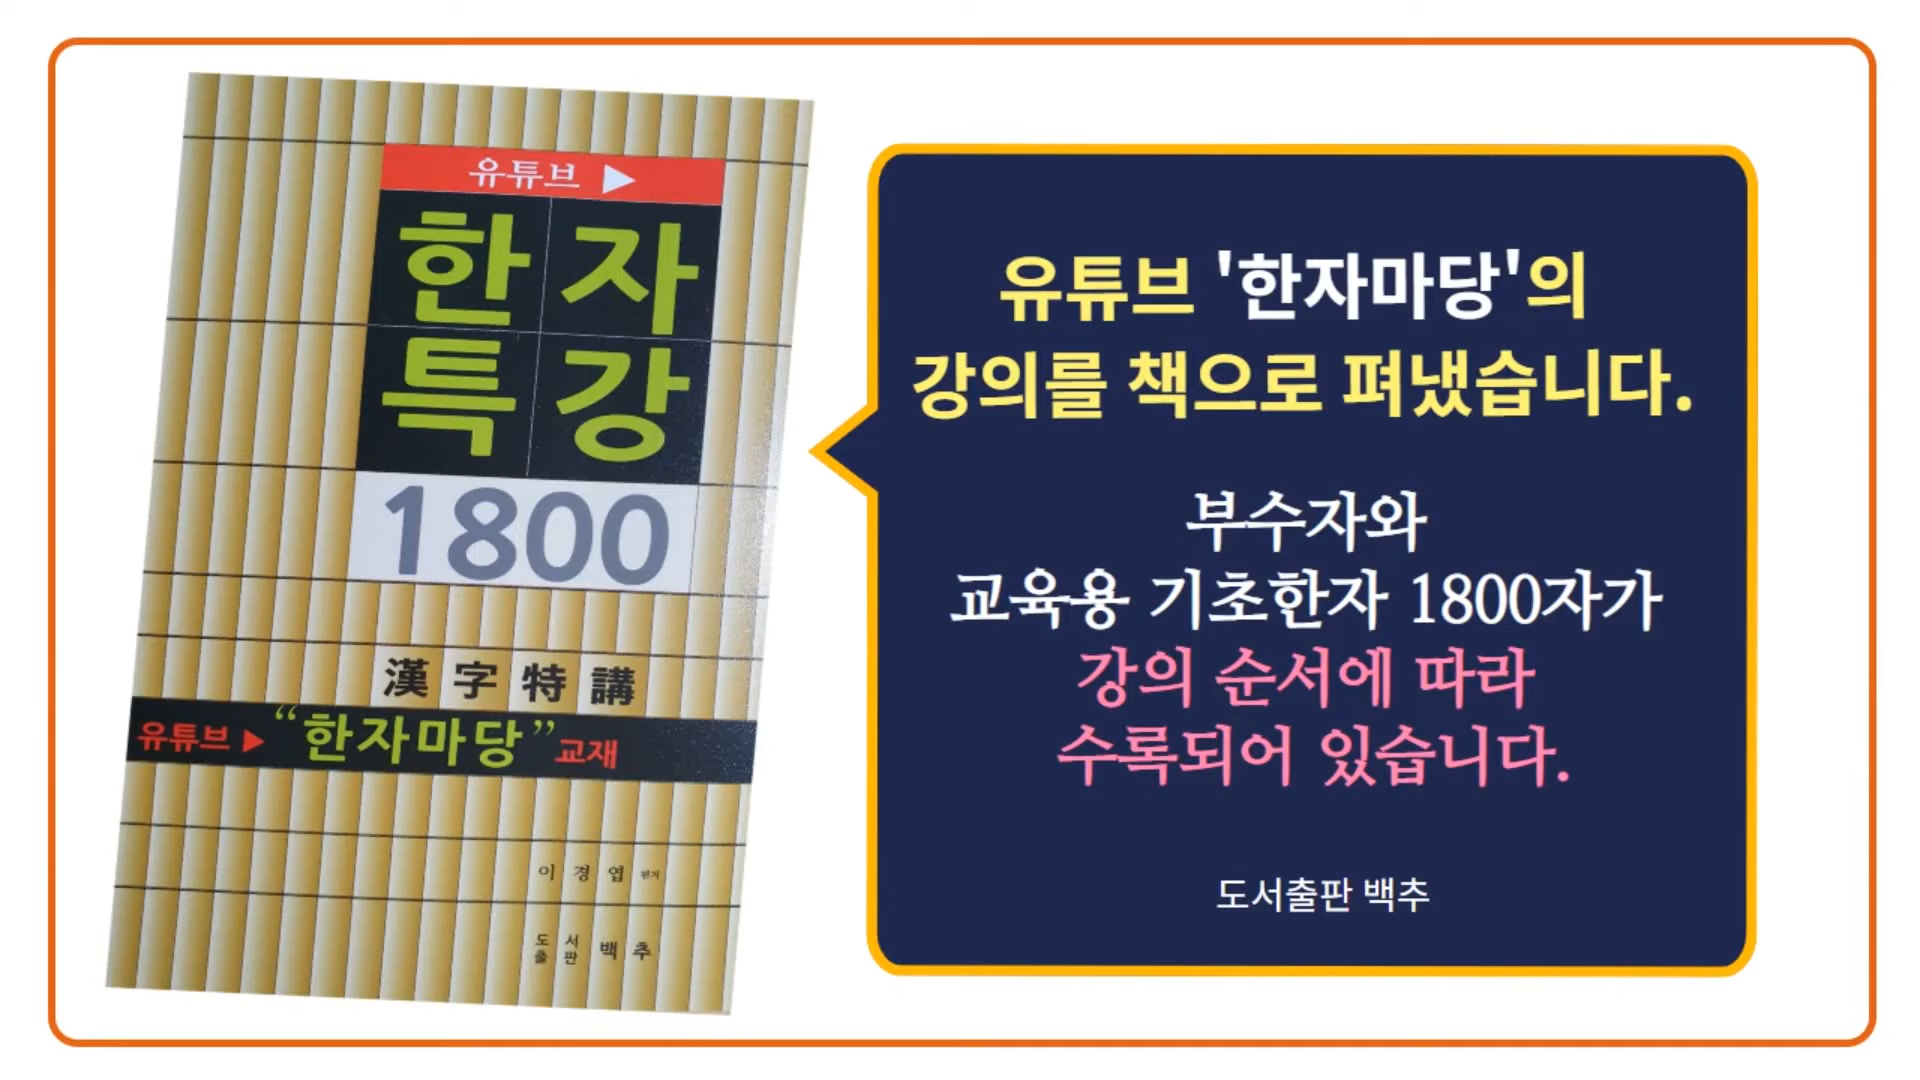 유튜브 ▶
한자
특강
1800
漢字特講
유튜브 ▶ “한자마당” 교재
이경엽 편저
도서출판 백추
유튜브 '한자마당'의
강의를 책으로 펴냈습니다.
부수자와
교육용 기초한자 1800자가
강의 순서에 따라
수록되어 있습니다.
도서출판 백추